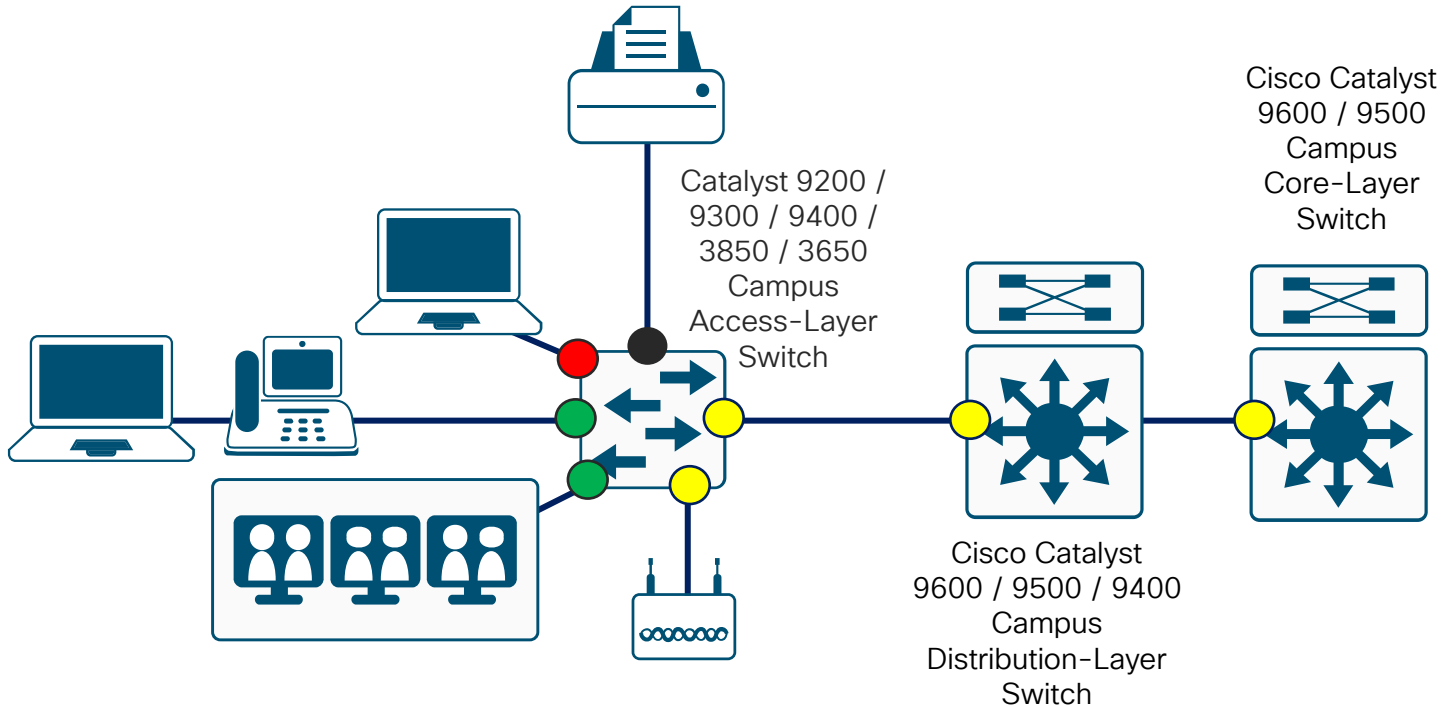 Catalyst 9200 /
9300 / 9400 /
3850 / 3650
Campus
Access-Layer
Switch
Cisco Catalyst
9600 / 9500 / 9400
Campus
Distribution-Layer
Switch
Cisco Catalyst
9600 / 9500
Campus
Core-Layer
Switch